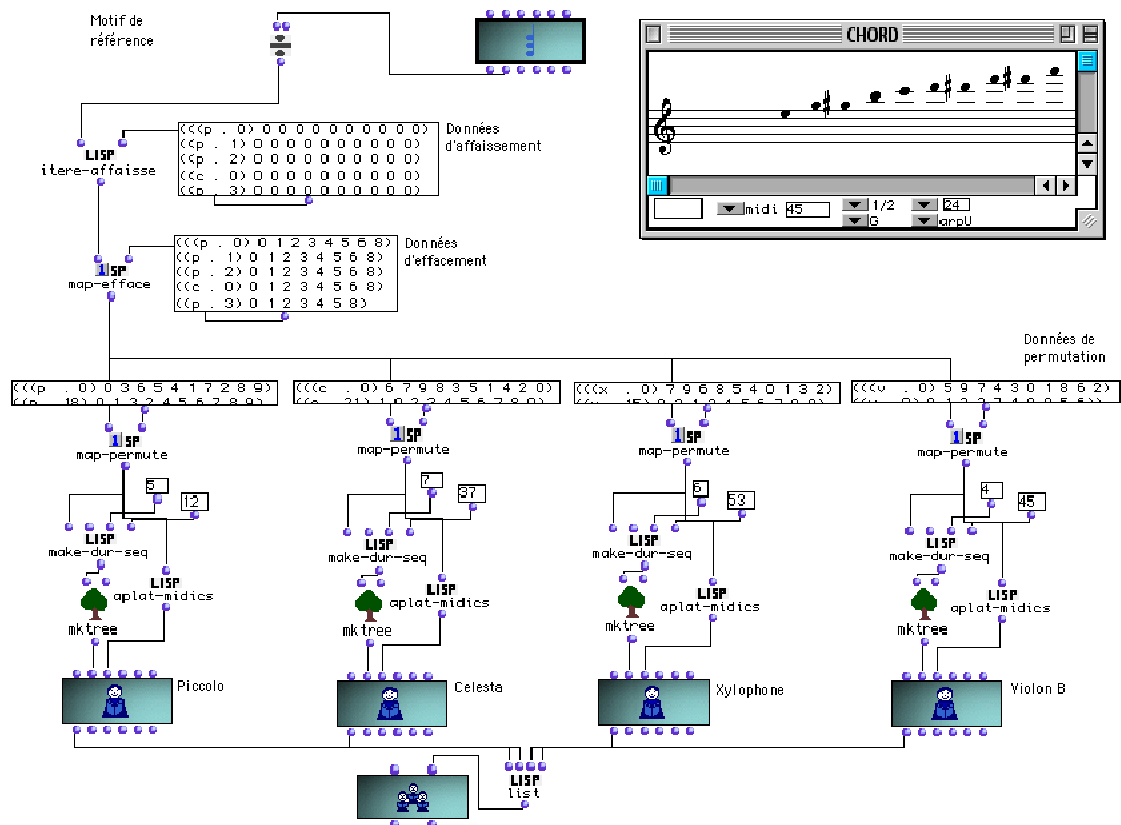 Motif de
référence
CHORD
midi 45
1/2
24
G
arpU
LISP
itere-affaisse
(((p . 0) 0 0 0 0 0 0 0 0 0 0)
((p . 1) 0 0 0 0 0 0 0 0 0 0)
((p . 2) 0 0 0 0 0 0 0 0 0 0)
((c . 0) 0 0 0 0 0 0 0 0 0 0)
((p . 3) 0 0 0 0 0 0 0 0 0 0)
Données
d'affaissement
1 SP
map-efface
(((p . 0) 0 1 2 3 4 5 6 8)
((p . 1) 0 1 2 3 4 5 6 8)
((p . 2) 0 1 2 3 4 5 6 8)
((c . 0) 0 1 2 3 4 5 6 8)
((p . 3) 0 1 2 3 4 5 8)
Données
d'effacement
Données de
permutation
(((p . 0) 0 3 6 5 4 1 7 2 8 9)
(((c . 0) 6 7 9 8 3 5 1 4 2 0)
(((x . 0) 7 9 6 8 5 4 0 1 3 2)
(((v . 0) 5 9 7 4 3 0 1 8 6 2)
1 SP
map-permute
1 SP
map-permute
1 SP
map-permute
1 SP
map-permute
5
12
7
37
6
53
4
45
LISP
make-dur-seq
LISP
make-dur-seq
LISP
make-dur-seq
LISP
make-dur-seq
LISP
aplat-midics
LISP
aplat-midics
LISP
aplat-midics
LISP
aplat-midics
mktree
mktree
mktree
mktree
Piccolo
Celesta
Xylophone
Violon B
LISP
list